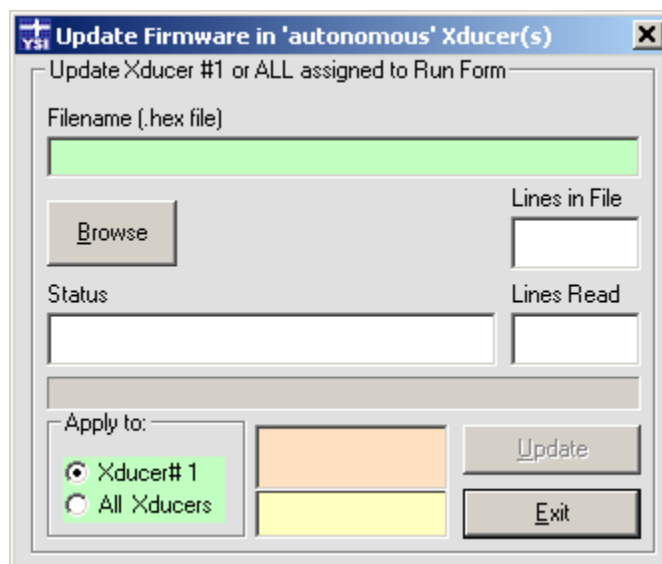 YSI Update Firmware in 'autonomous' Xducer(s)
Update Xducer #1 or ALL assigned to Run Form
Filename (.hex file)
Browse
Lines in File
Status
Lines Read
Apply to:
Xducer# 1
All Xducers
Update
Exit